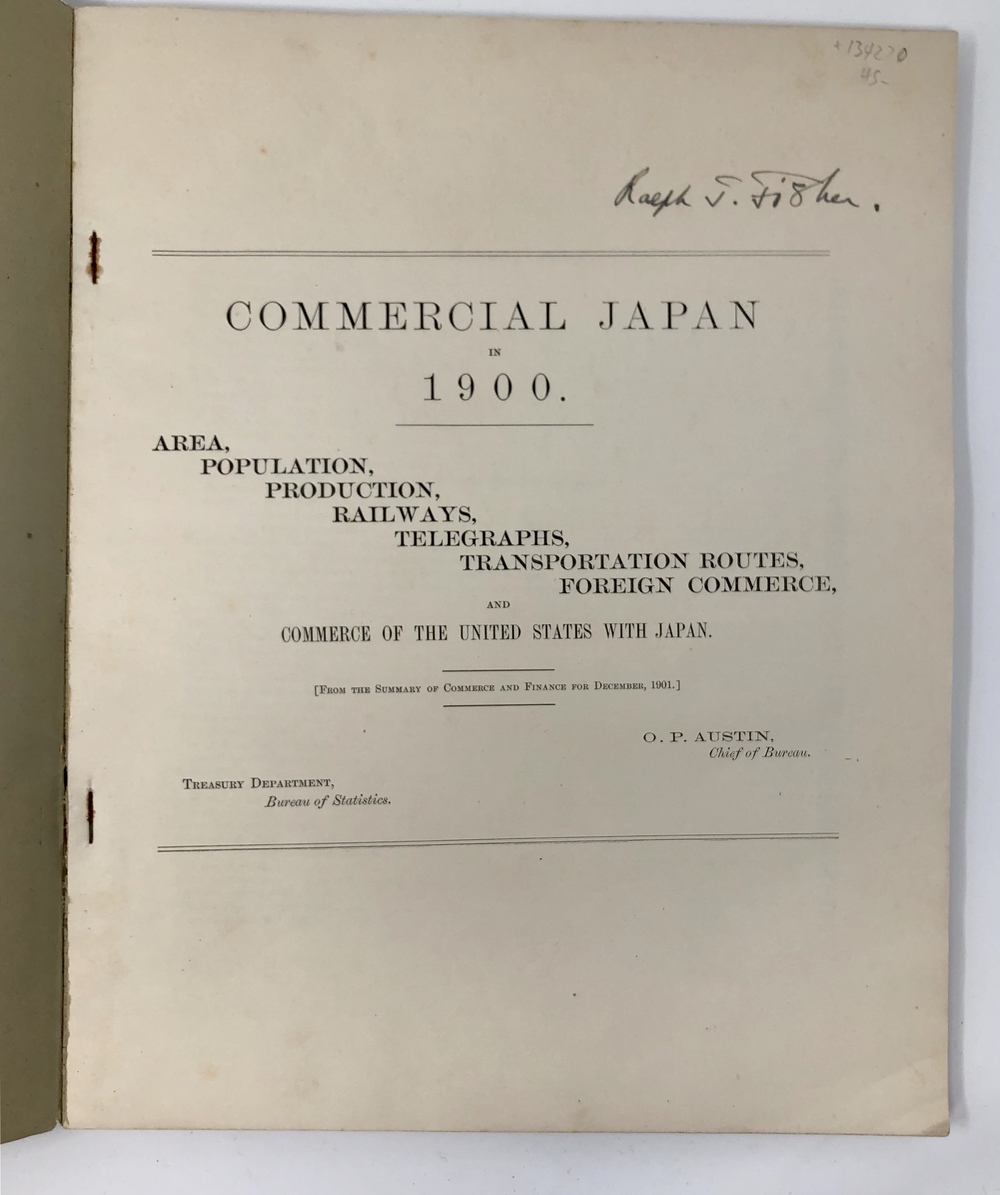 45-
Ralph T. Fisher.
COMMERCIAL JAPAN
IN
1900.
AREA,
POPULATION,
PRODUCTION,
RAILWAYS,
TELEGRAPHS,
TRANSPORTATION ROUTES,
FOREIGN COMMERCE,
AND
COMMERCE OF THE UNITED STATES WITH JAPAN.
[FROM THE SUMMARY OF COMMERCE AND FINANCE FOR DECEMBER, 1901.]
O. P. AUSTIN,
Chief of Bureau.
TREASURY DEPARTMENT,
Bureau of Statistics.